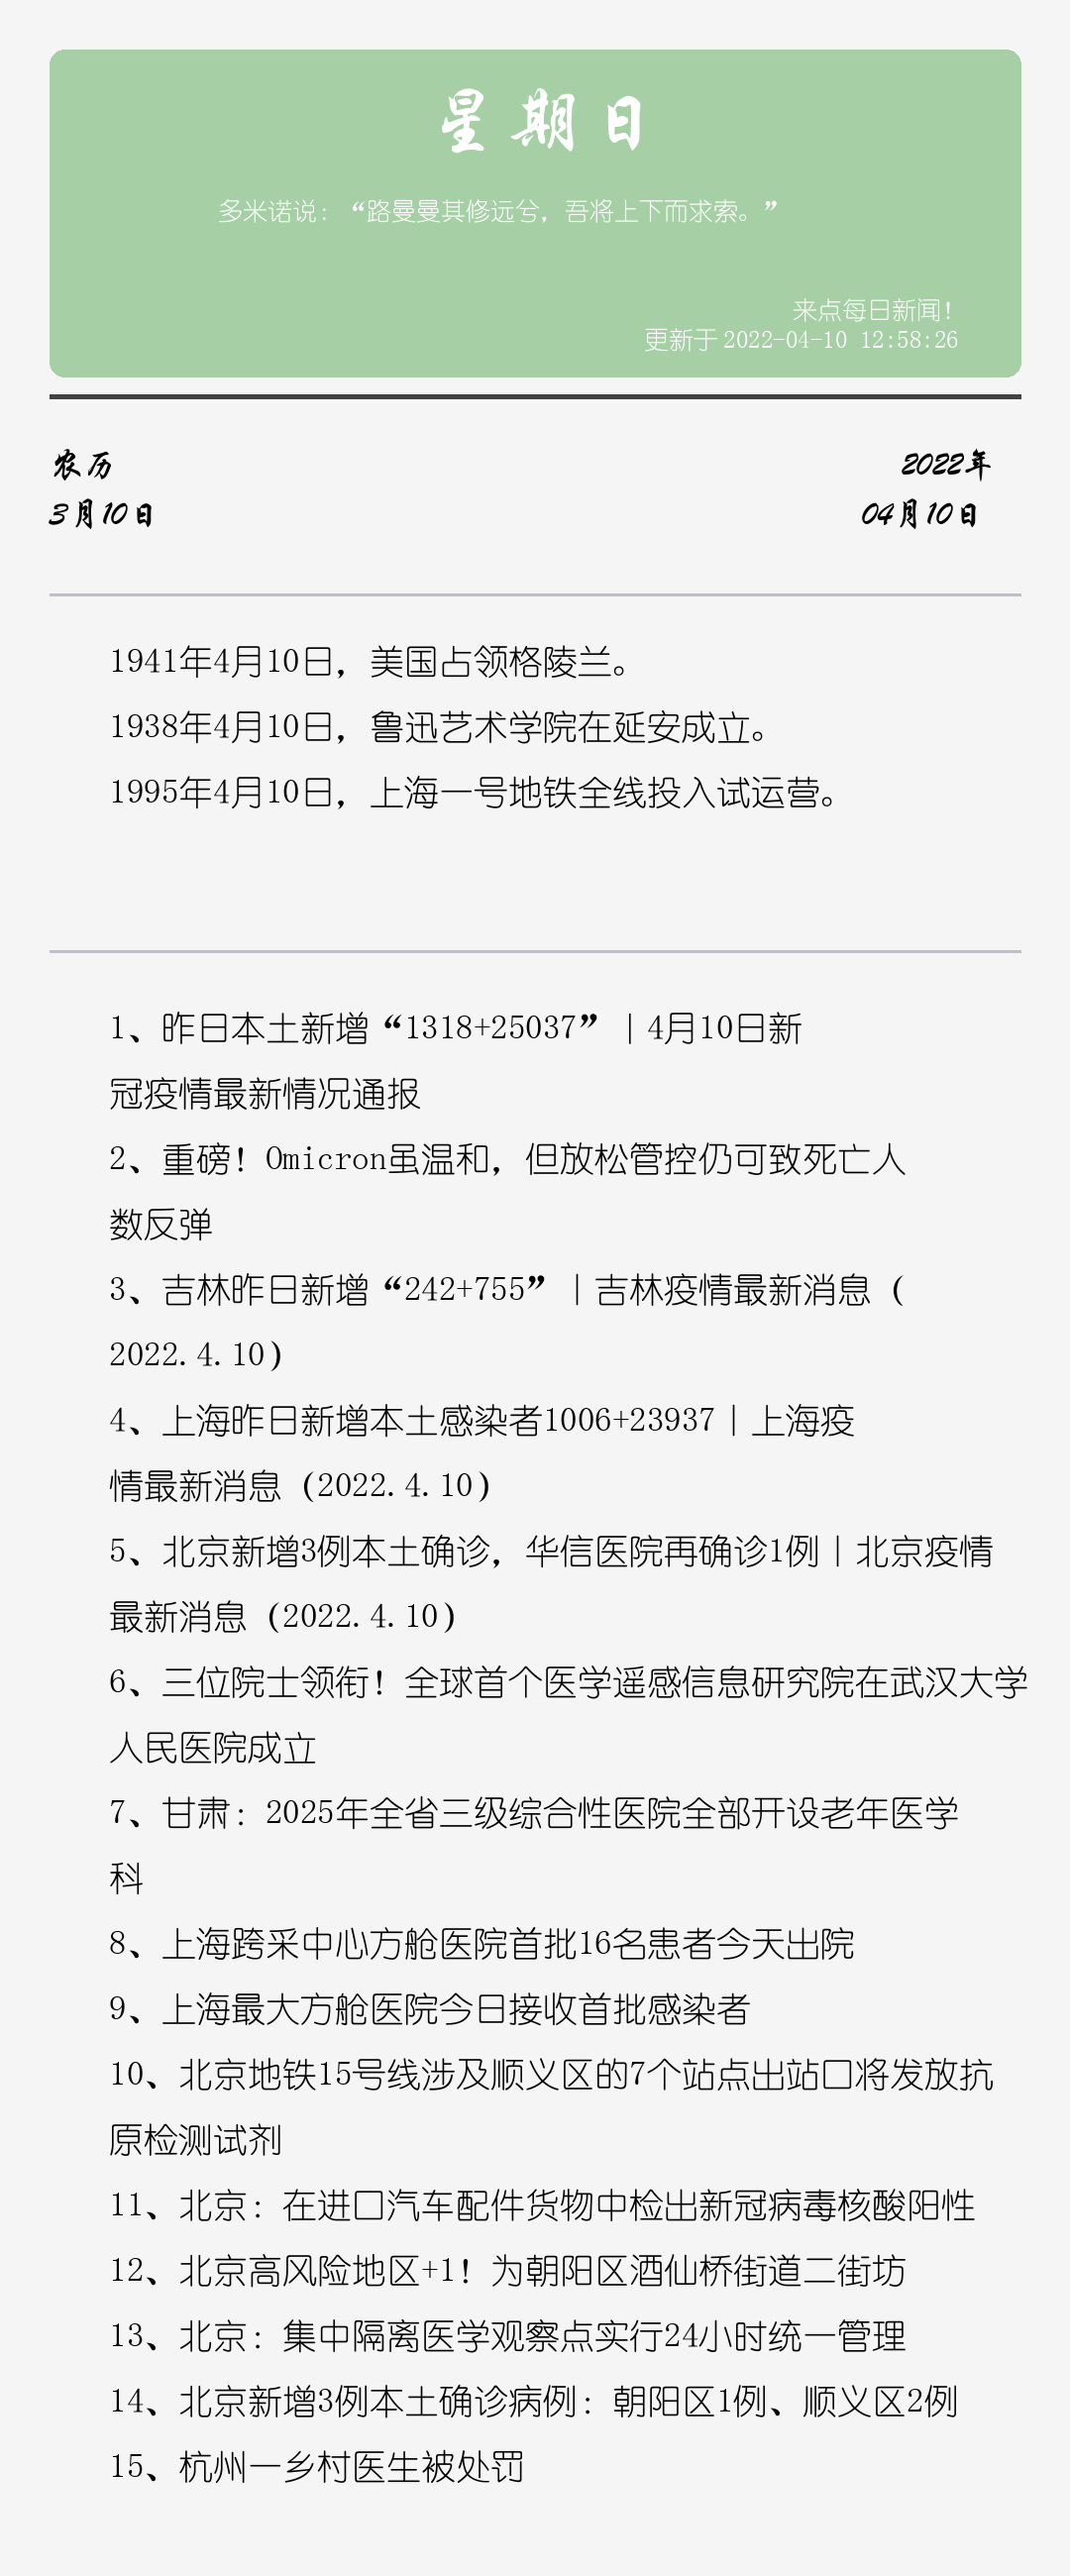 星期日
多米诺说：“路曼曼其修远兮，吾将上下而求索。”
来点每日新闻！
更新于2022-04-10 12:58:26
农历
2022年
3月10日
04月10日
1941年4月10日，美国占领格陵兰。
1938年4月10日，鲁迅艺术学院在延安成立。
1995年4月10日，上海一号地铁全线投入试运营。
1、昨日本土新增“1318+25037”｜4月10日新
冠疫情最新情况通报
2、重磅！Omicron虽温和，但放松管控仍可致死亡人
数反弹
3、吉林昨日新增“242+755”｜吉林疫情最新消息（
2022.4.10）
4、上海昨日新增本土感染者1006+23937｜上海疫
情最新消息（2022.4.10）
5、北京新增3例本土确诊，华信医院再确诊1例｜北京疫情
最新消息（2022.4.10）
6、三位院士领衔！全球首个医学遥感信息研究院在武汉大学
人民医院成立
7、甘肃：2025年全省三级综合性医院全部开设老年医学
科
8、上海跨采中心方舱医院首批16名患者今天出院
9、上海最大方舱医院今日接收首批感染者
10、北京地铁15号线涉及顺义区的7个站点出站口将发放抗
原检测试剂
11、北京：在进口汽车配件货物中检出新冠病毒核酸阳性
12、北京高风险地区+1！为朝阳区酒仙桥街道二街坊
13、北京：集中隔离医学观察点实行24小时统一管理
14、北京新增3例本土确诊病例：朝阳区1例、顺义区2例
15、杭州一乡村医生被处罚